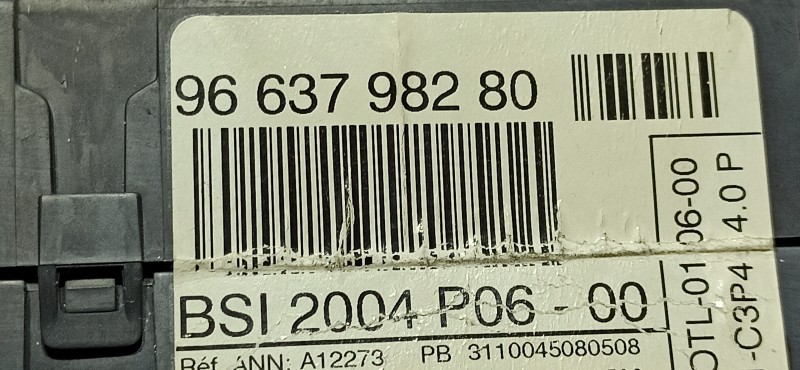 96 637 982 80
BSI 2004 P06 - 00
Réf. ANN: A12273 PB 3110045080508
OTL-01 06-00
-C3P4 4.0 P